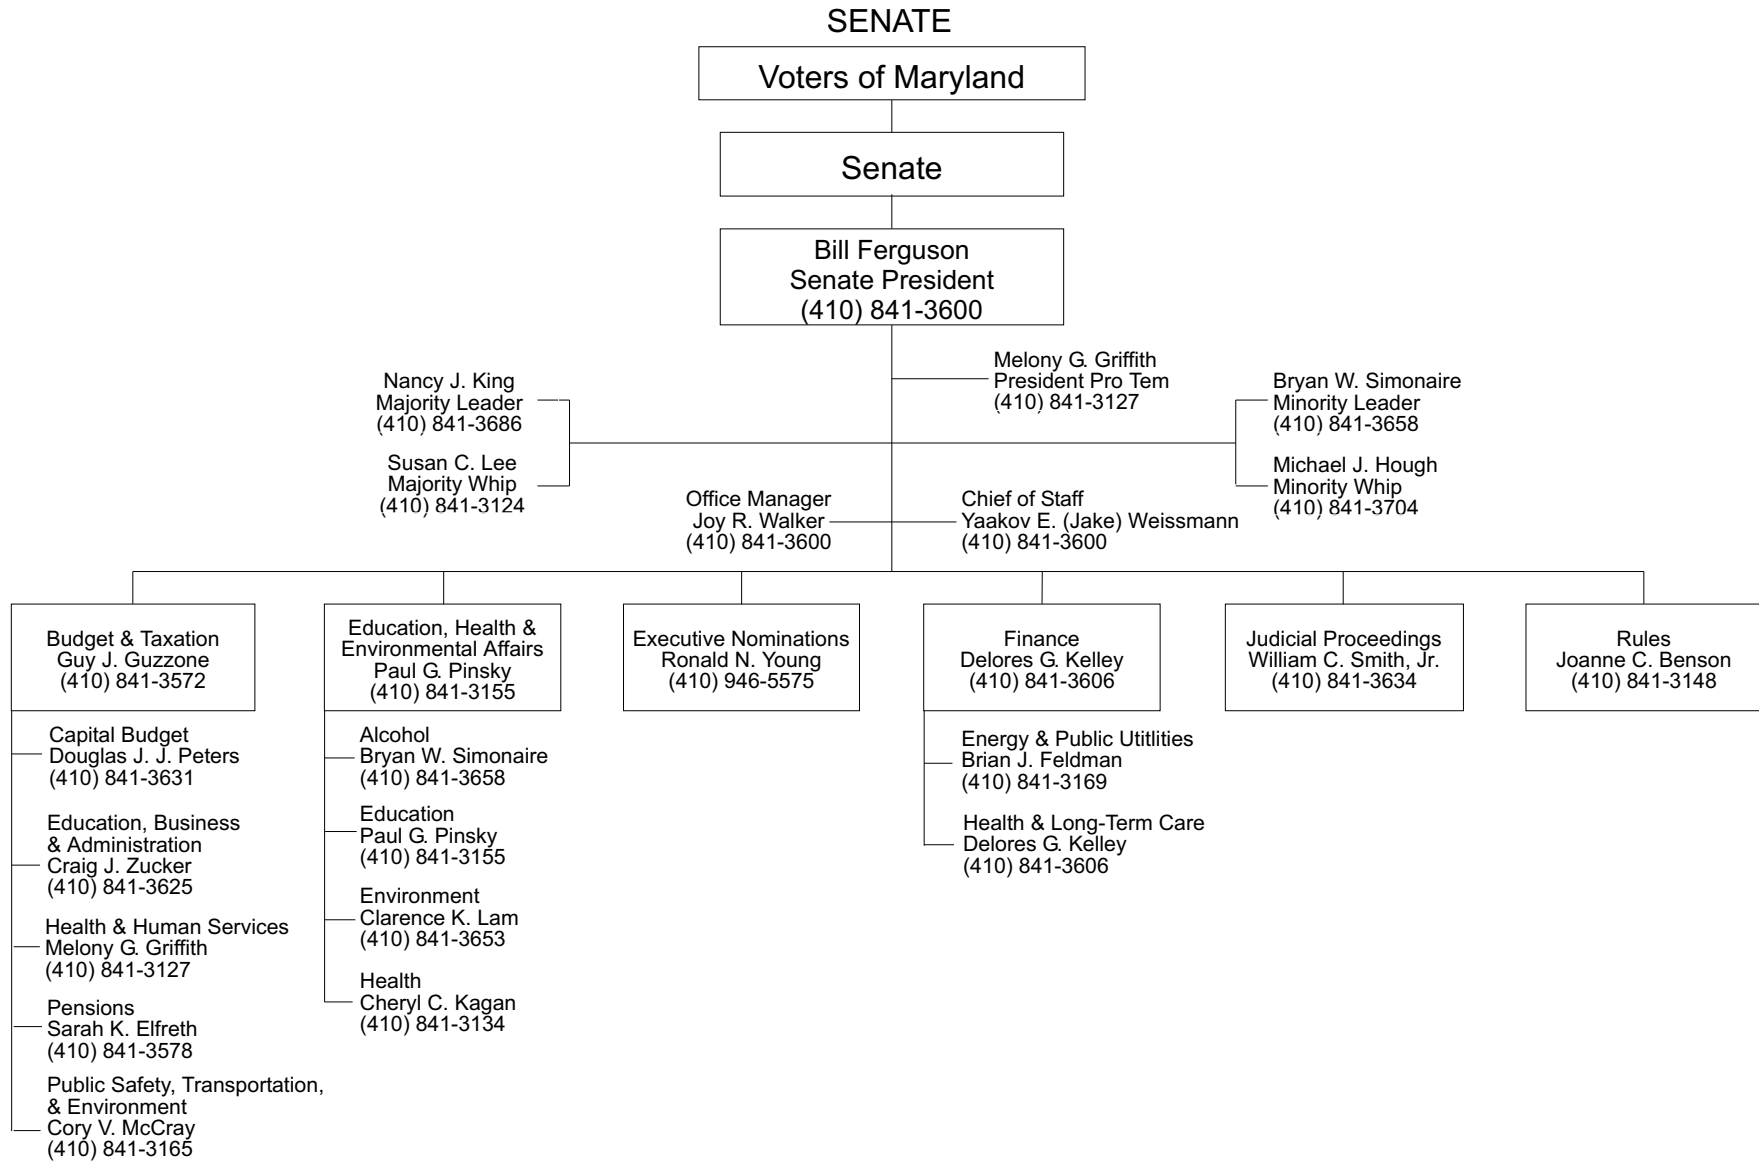 SENATE
Voters of Maryland
Senate
Bill Ferguson
Senate President
(410) 841-3600
Melony G. Griffith
President Pro Tem
(410) 841-3127
Nancy J. King
Majority Leader
(410) 841-3686
Bryan W. Simonaire
Minority Leader
(410) 841-3658
Susan C. Lee
Majority Whip
(410) 841-3124
Michael J. Hough
Minority Whip
(410) 841-3704
Office Manager
Joy R. Walker
(410) 841-3600
Chief of Staff
Yaakov E. (Jake) Weissmann
(410) 841-3600
Budget & Taxation
Guy J. Guzzone
(410) 841-3572
Capital Budget
Douglas J. J. Peters
(410) 841-3631
Education, Business
& Administration
Craig J. Zucker
(410) 841-3625
Health & Human Services
Melony G. Griffith
(410) 841-3127
Pensions
Sarah K. Elfreth
(410) 841-3578
Public Safety, Transportation,
& Environment
Cory V. McCray
(410) 841-3165
Education, Health &
Environmental Affairs
Paul G. Pinsky
(410) 841-3155
Alcohol
Bryan W. Simonaire
(410) 841-3658
Education
Paul G. Pinsky
(410) 841-3155
Environment
Clarence K. Lam
(410) 841-3653
Health
Cheryl C. Kagan
(410) 841-3134
Executive Nominations
Ronald N. Young
(410) 946-5575
Finance
Delores G. Kelley
(410) 841-3606
Energy & Public Utitlities
Brian J. Feldman
(410) 841-3169
Health & Long-Term Care
Delores G. Kelley
(410) 841-3606
Judicial Proceedings
William C. Smith, Jr.
(410) 841-3634
Rules
Joanne C. Benson
(410) 841-3148